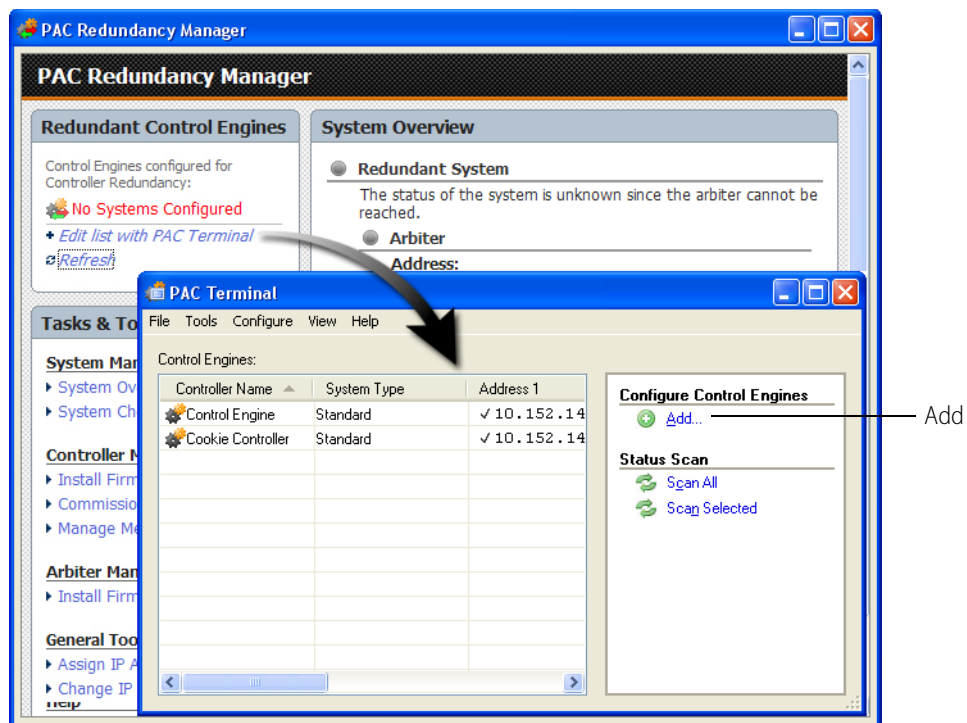 PAC Redundancy Manager
PAC Redundancy Manager
Redundant Control Engines
Control Engines configured for
Controller Redundancy:
No Systems Configured
Edit list with PAC Terminal
Refresh
System Overview
Redundant System
The status of the system is unknown since the arbiter cannot be
reached.
Arbiter
Address:
Tasks & To
System Mar
System Ov
System Ch
Controller M
Install Firm
Commissio
Manage Me
Arbiter Man
Install Firm
General Too
Assign IP A
Change IP
PAC Terminal
File Tools Configure View Help
Control Engines:
Controller Name System Type Address 1
Control Engine Standard 10.152.14
Cookie Controller Standard 10.152.14
Configure Control Engines
Add...
Status Scan
Scan All
Scan Selected
Add